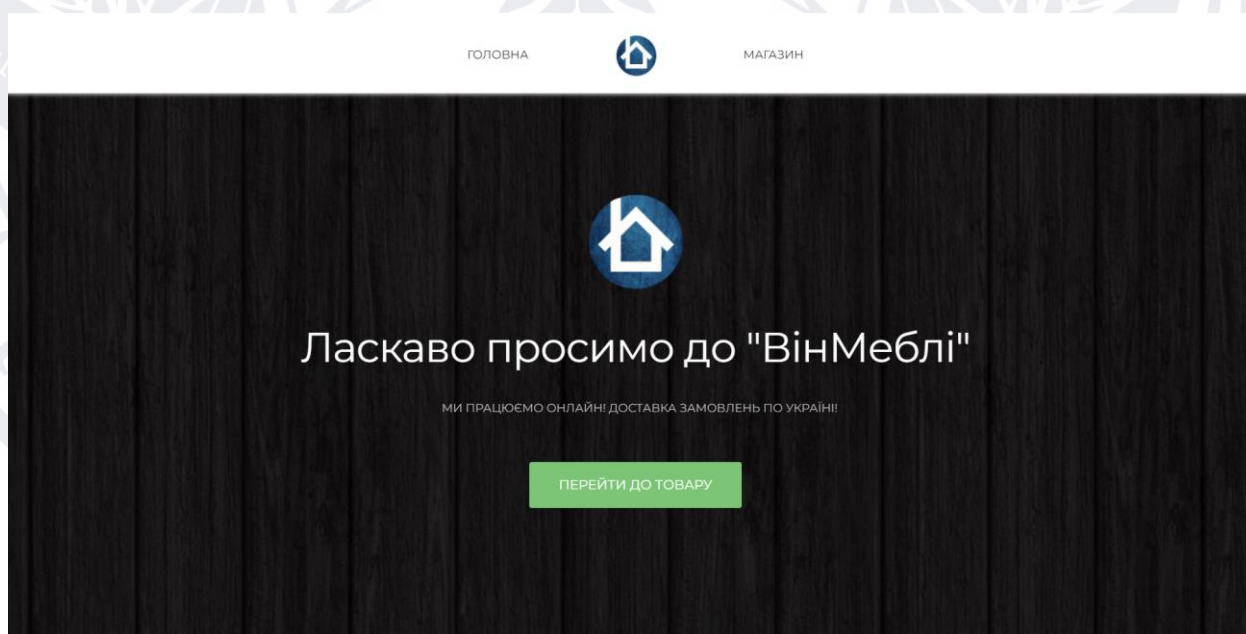 ГОЛОВНА
МАГАЗИН
Ласкаво просимо до "ВінМеблі"
МИ ПРАЦЮЄМО ОНЛАЙН! ДОСТАВКА ЗАМОВЛЕНЬ ПО УКРАЇНІ!
ПЕРЕЙТИ ДО ТОВАРУ